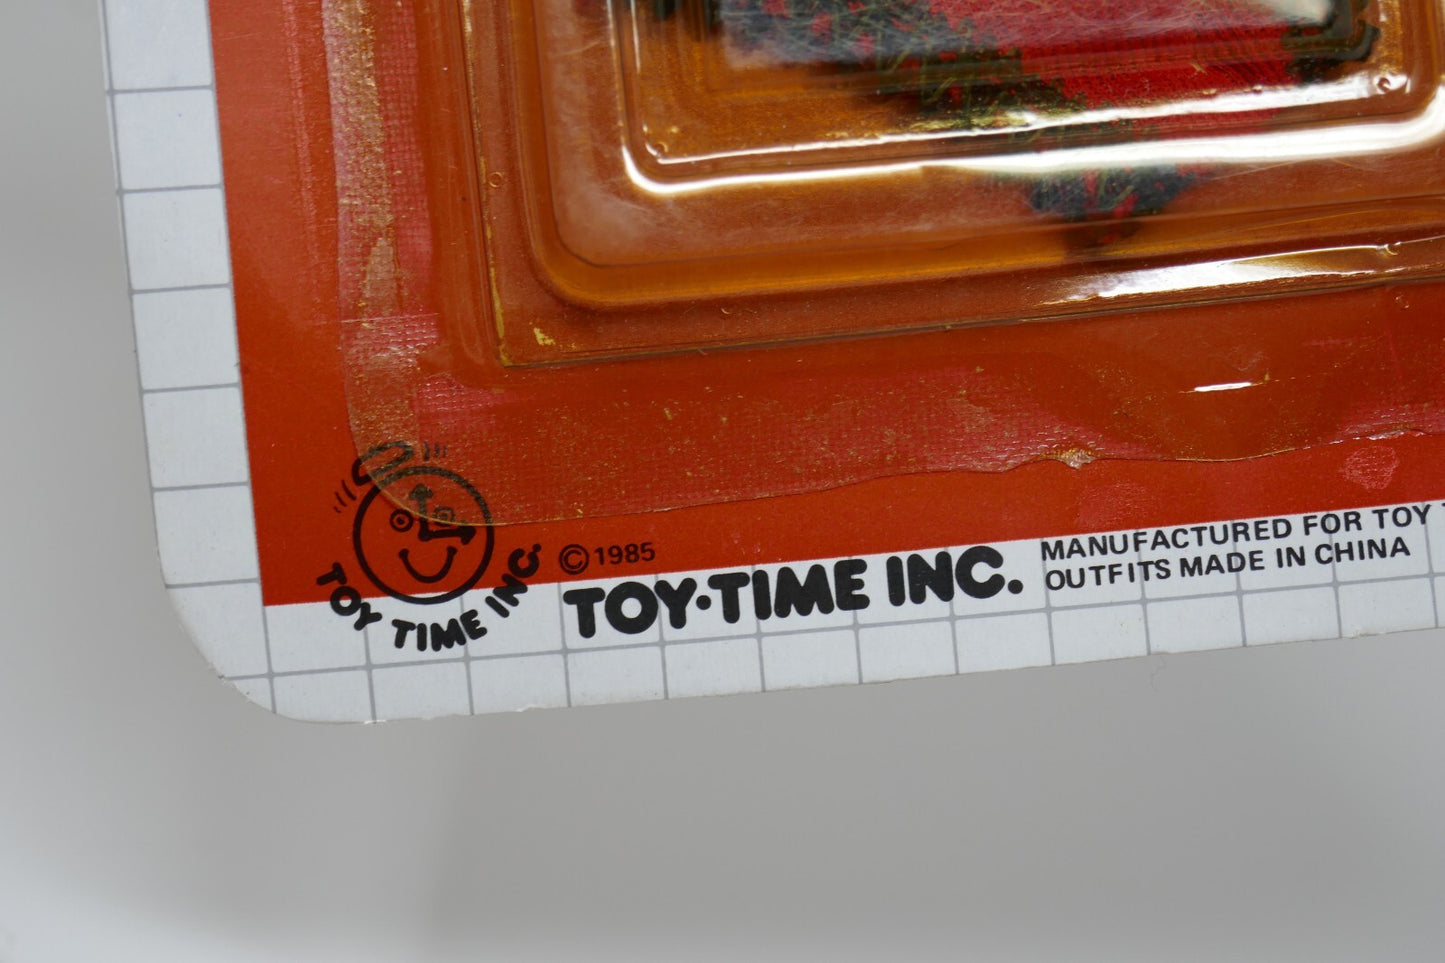 TOY TIME INC.
© 1985
TOY·TIME INC.
MANUFACTURED FOR TOY
OUTFITS MADE IN CHINA